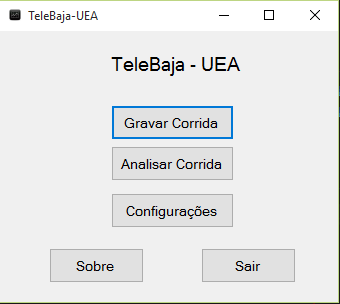 TeleBaja-UEA
TeleBaja - UEA
Gravar Corrida
Analisar Corrida
Configurações
Sobre Sair